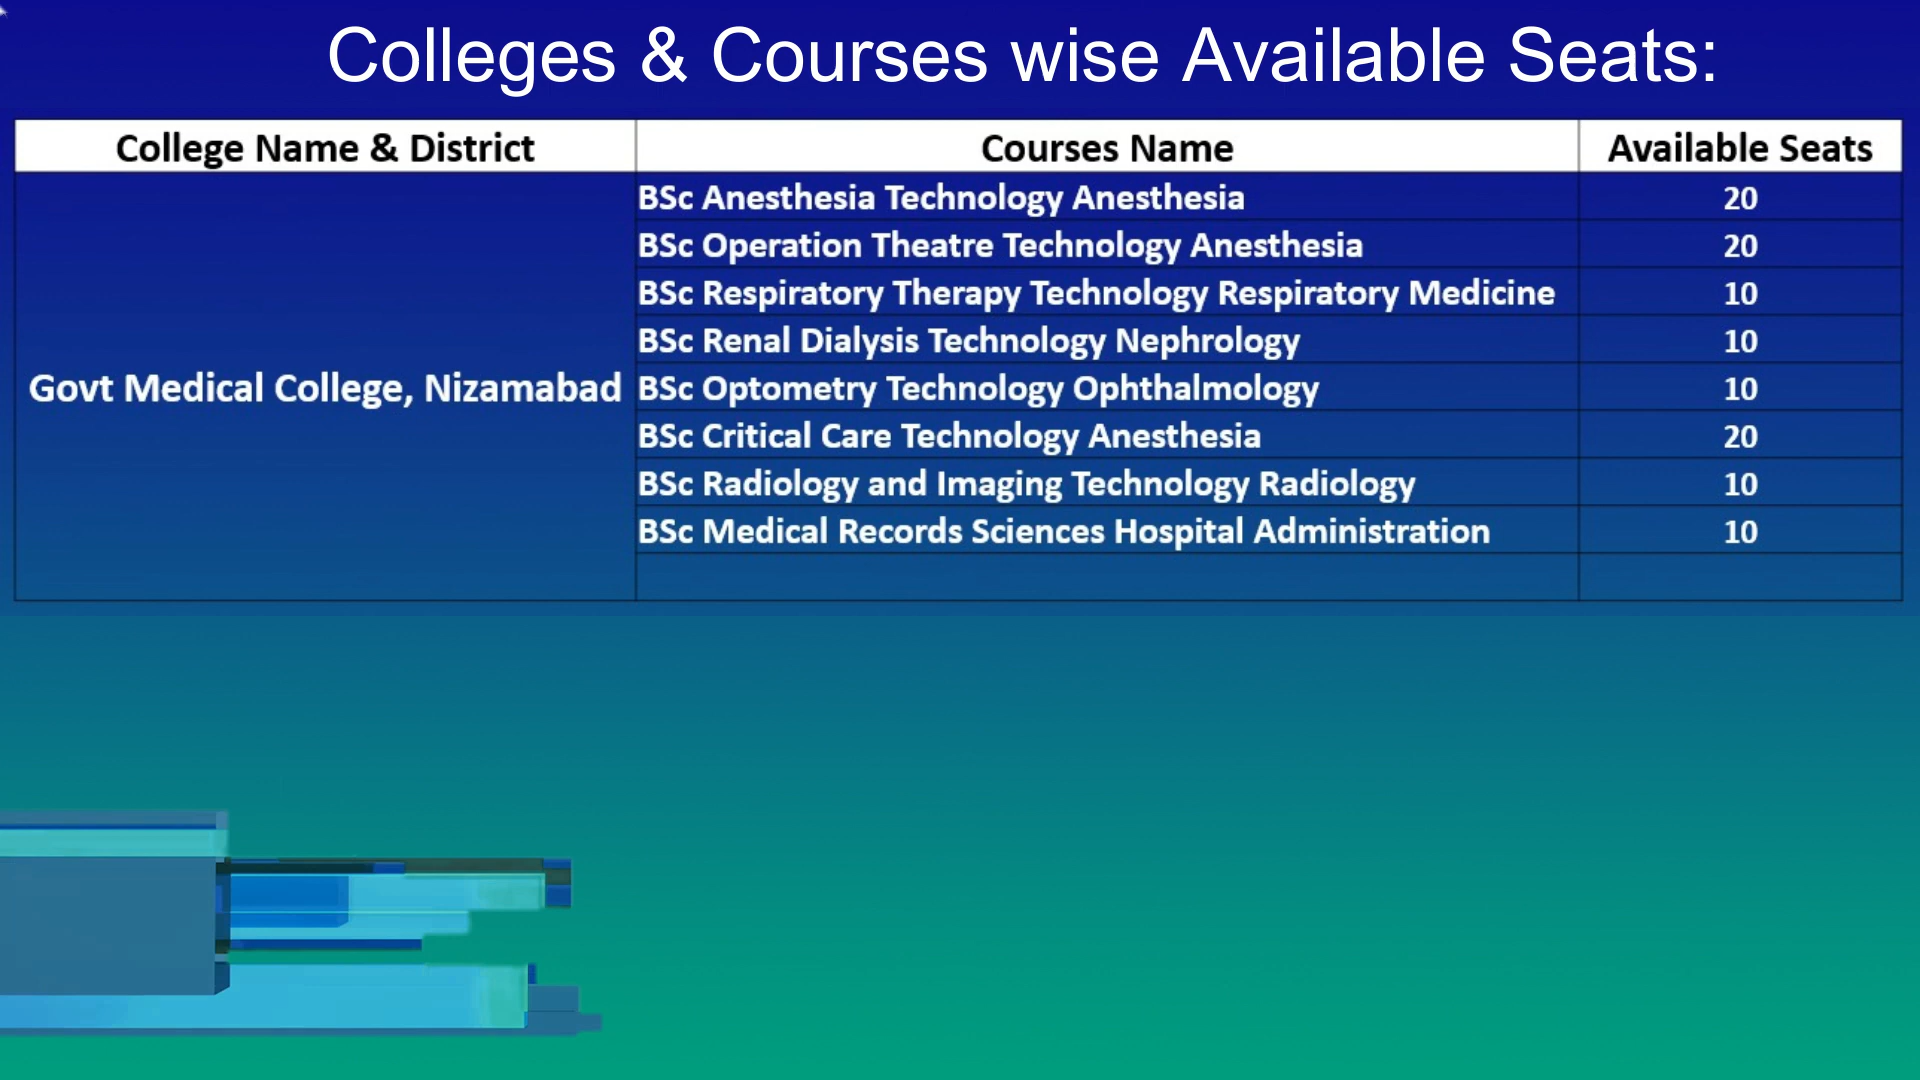 Colleges & Courses wise Available Seats:
College Name & District Courses Name Available Seats
BSc Anesthesia Technology Anesthesia 20
BSc Operation Theatre Technology Anesthesia 20
BSc Respiratory Therapy Technology Respiratory Medicine 10
BSc Renal Dialysis Technology Nephrology 10
Govt Medical College, Nizamabad BSc Optometry Technology Ophthalmology 10
BSc Critical Care Technology Anesthesia 20
BSc Radiology and Imaging Technology Radiology 10
BSc Medical Records Sciences Hospital Administration 10